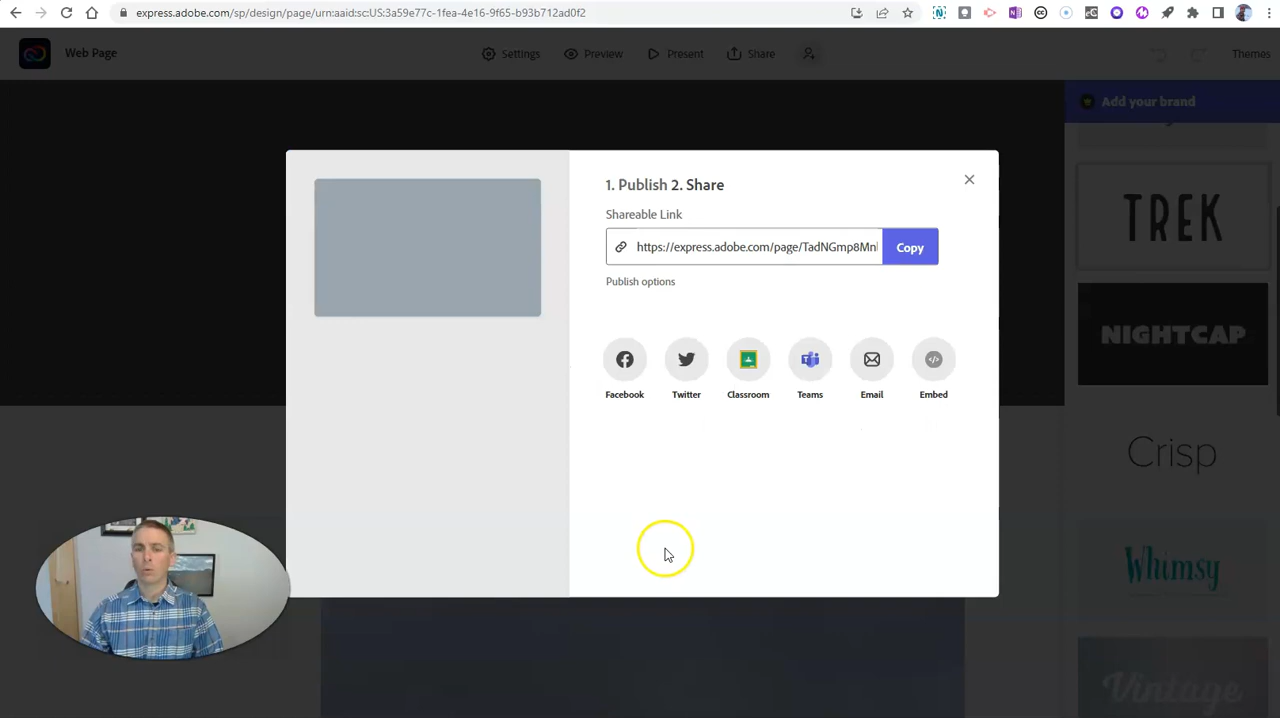 express.adobe.com/sp/design/page/urn:aaid:sc:US:3a59e77c-1fea-4e16-9f65-b93b712ad0f2
Web Page
Settings
Preview
Present
Share
Themes
Add your brand
1. Publish 2. Share
Shareable Link
https://express.adobe.com/page/TadNGmp8Mnl
Copy
Publish options
Facebook
Twitter
Classroom
Teams
Email
Embed
TREK
NIGHTCAP
Crisp
Whimsy
Vintage